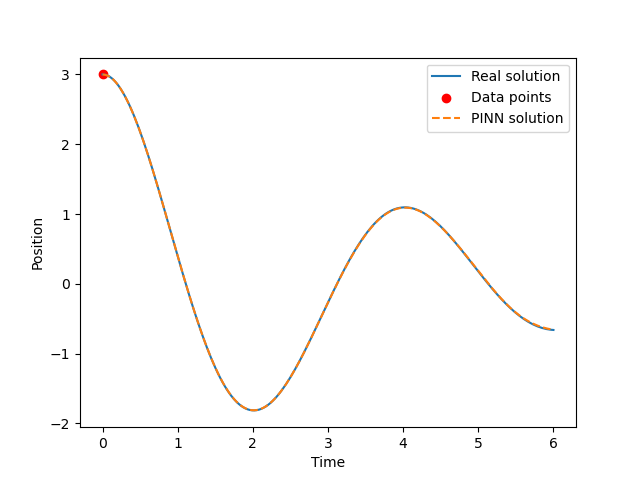 Real solution
Data points
PINN solution
Position
3
2
1
0
−1
−2
0 1 2 3 4 5 6
Time